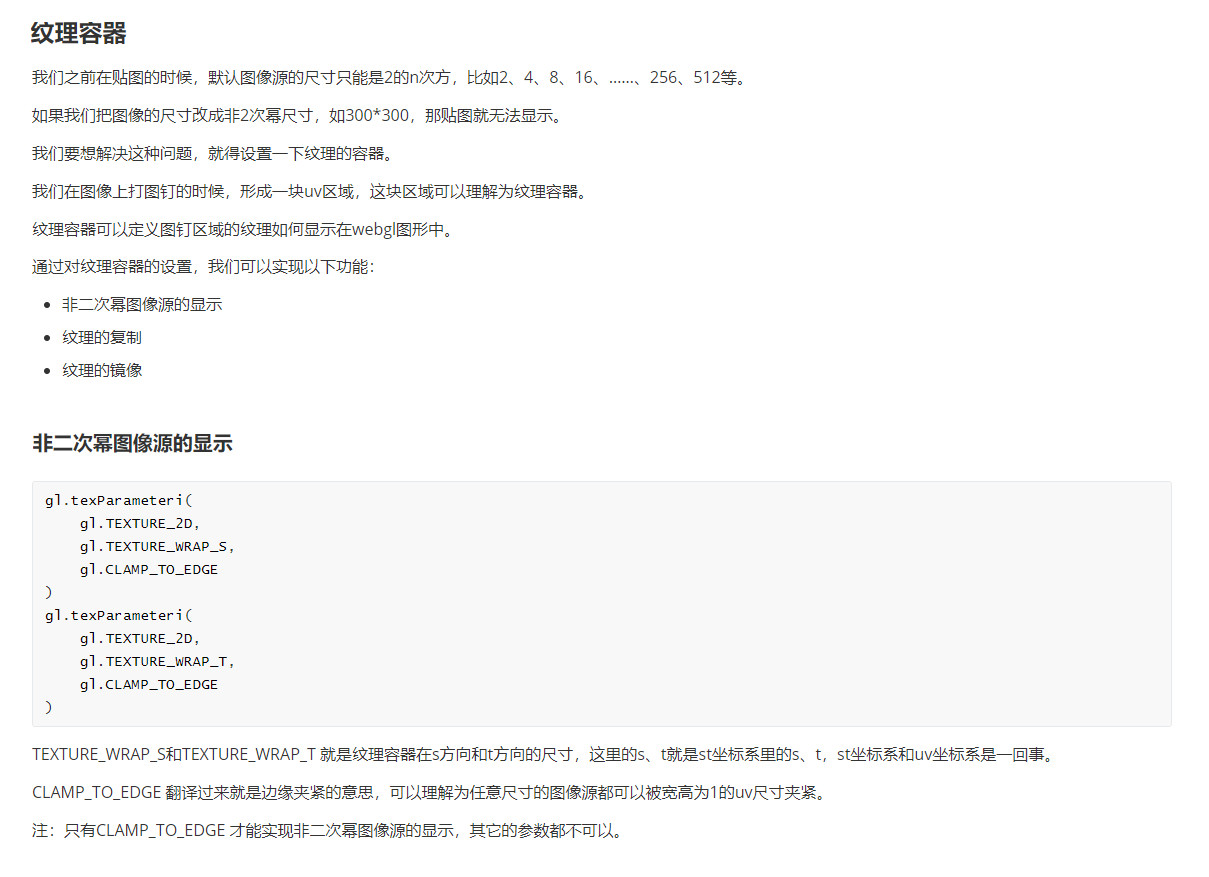 纹理容器
我们之前在贴图的时候，默认图像源的尺寸只能是2的n次方，比如2、4、8、16、……、256、512等。
如果我们把图像的尺寸改成非2次幂尺寸，如300*300，那贴图就无法显示。
我们要想解决这种问题，就得设置一下纹理的容器。
我们在图像上打图钉的时候，形成一块uv区域，这块区域可以理解为纹理容器。
纹理容器可以定义图钉区域的纹理如何显示在webgl图形中。
通过对纹理容器的设置，我们可以实现以下功能：
• 非二次幂图像源的显示
• 纹理的复制
• 纹理的镜像
非二次幂图像源的显示
gl.texParameteri(
    gl.TEXTURE_2D,
    gl.TEXTURE_WRAP_S,
    gl.CLAMP_TO_EDGE
)
gl.texParameteri(
    gl.TEXTURE_2D,
    gl.TEXTURE_WRAP_T,
    gl.CLAMP_TO_EDGE
)
TEXTURE_WRAP_S和TEXTURE_WRAP_T 就是纹理容器在s方向和t方向的尺寸，这里的s、t就是st坐标系里的s、t，st坐标系和uv坐标系是一回事。
CLAMP_TO_EDGE 翻译过来就是边缘夹紧的意思，可以理解为任意尺寸的图像源都可以被宽高为1的uv尺寸夹紧。
注：只有CLAMP_TO_EDGE 才能实现非二次幂图像源的显示，其它的参数都不可以。